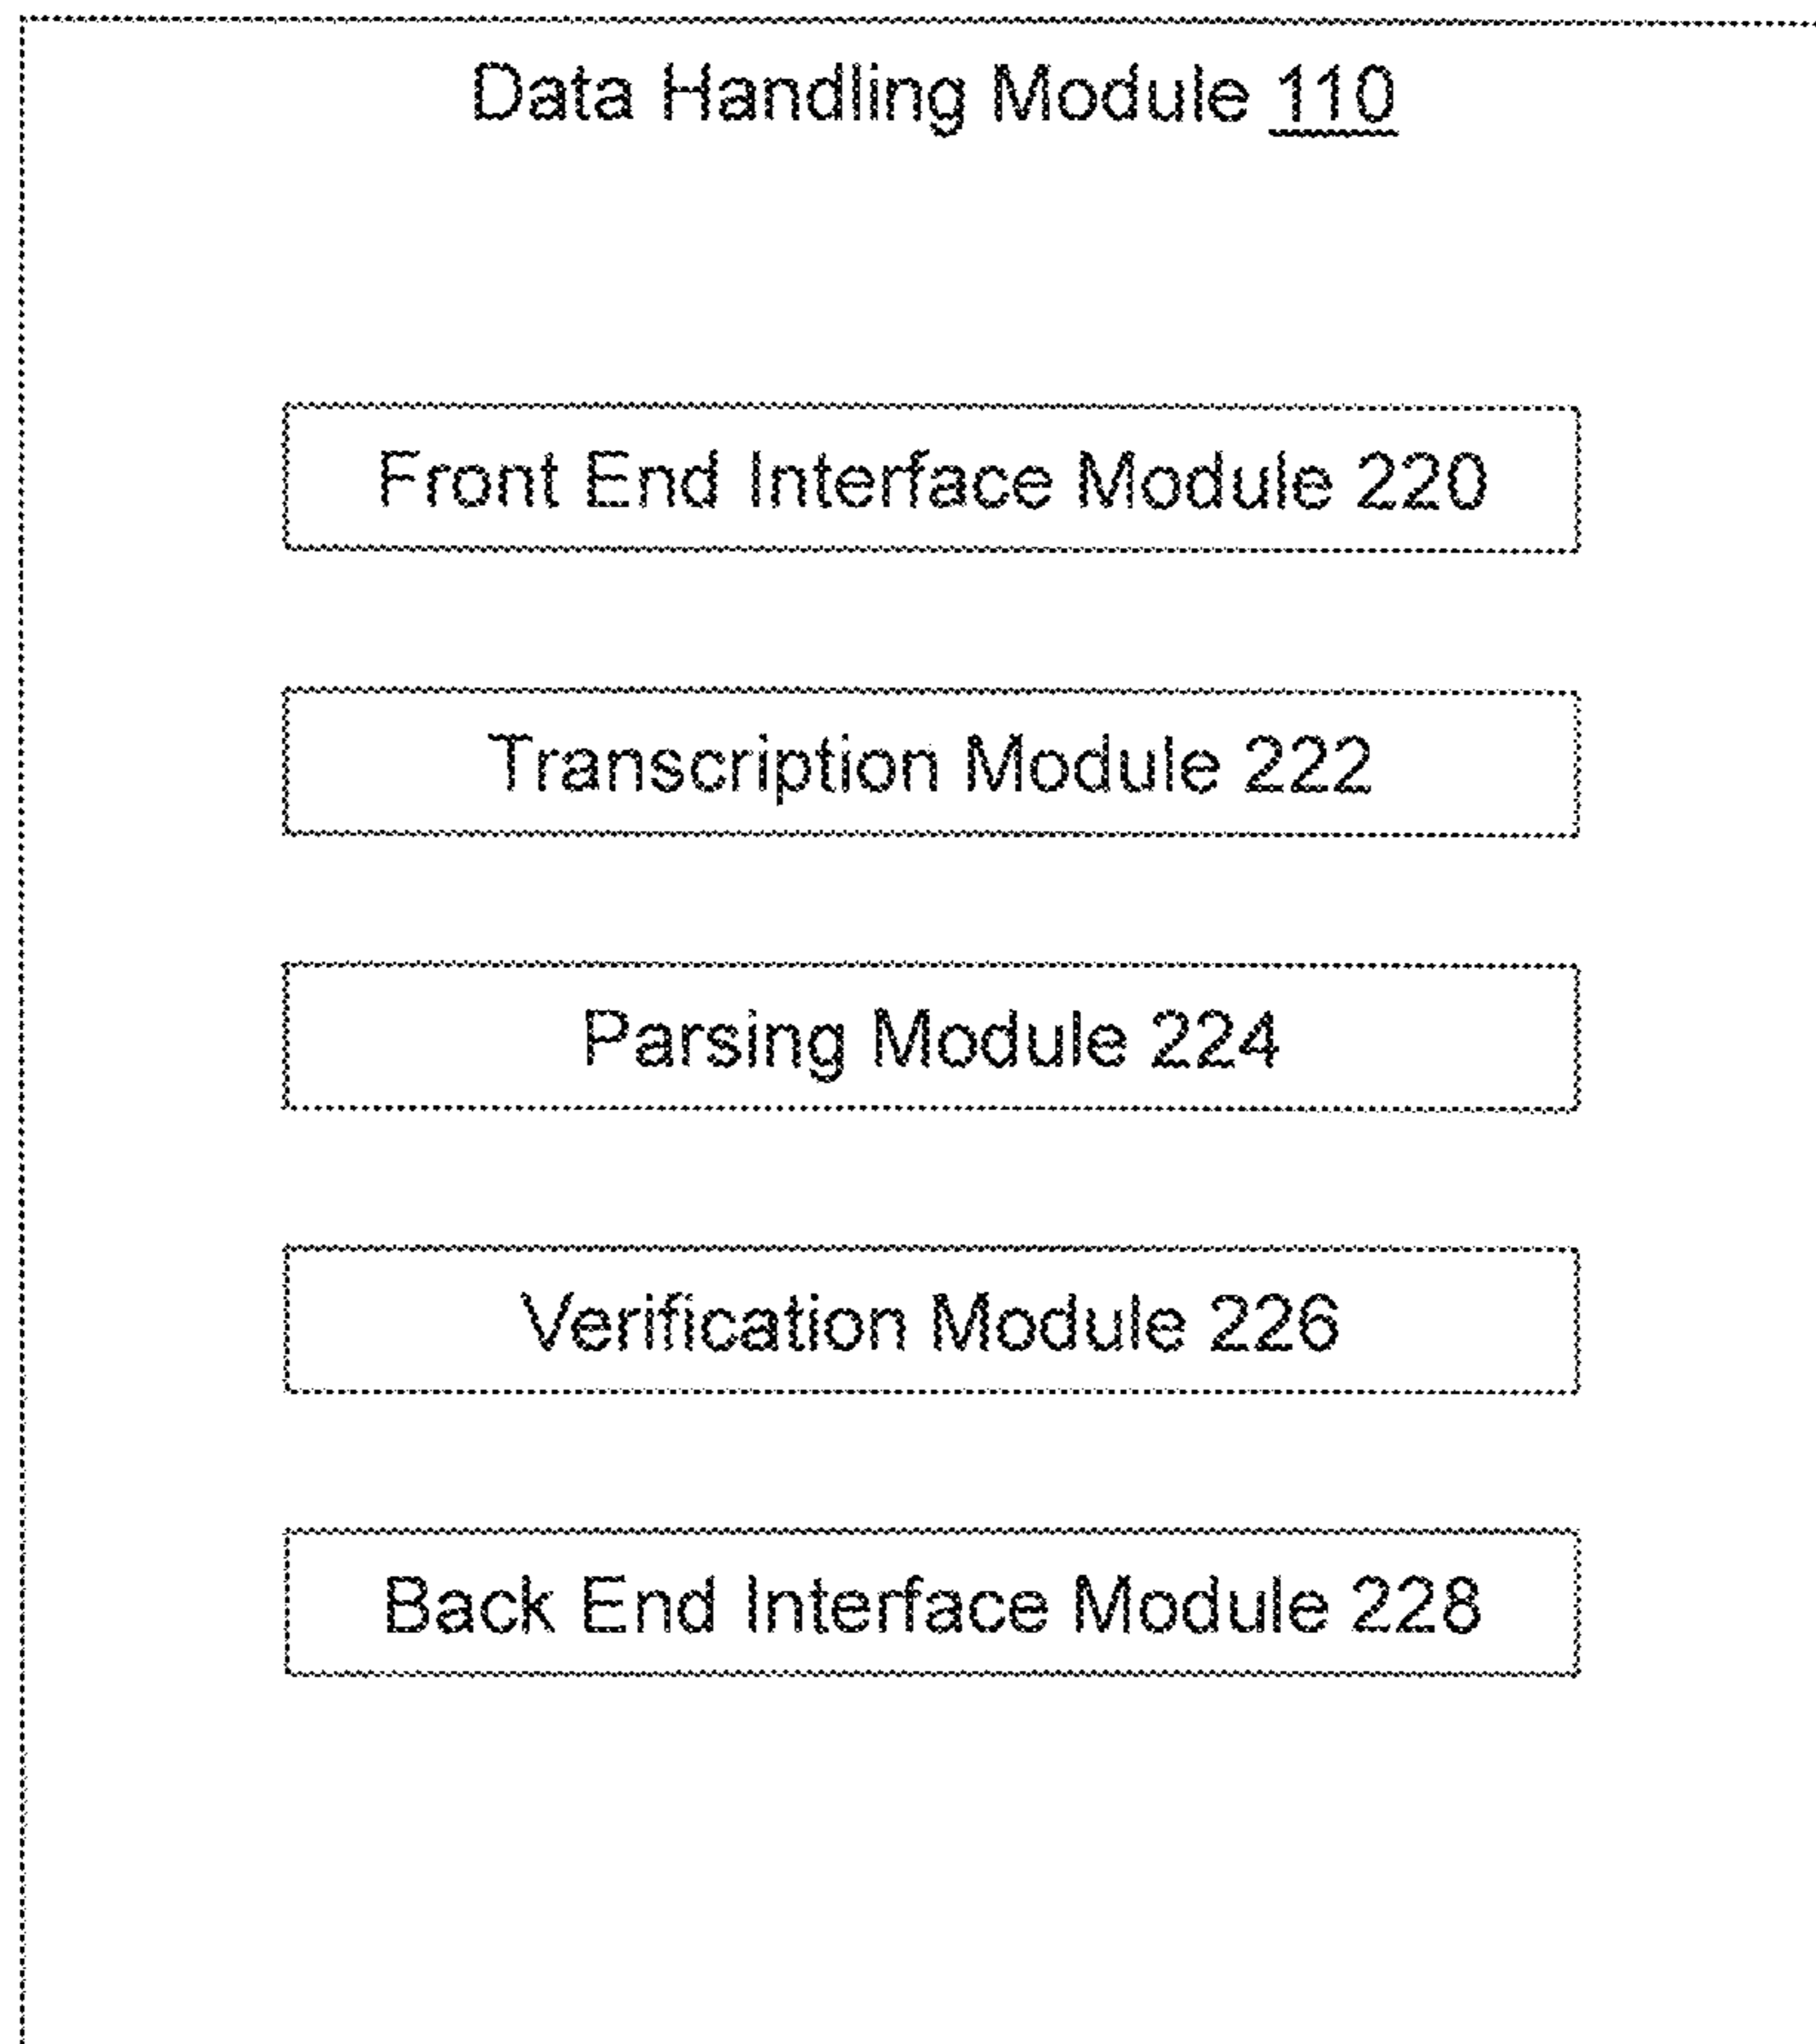 Data Handling Module 110
Front End Interface Module 220
Transcription Module 222
Parsing Module 224
Verification Module 226
Back End Interface Module 228